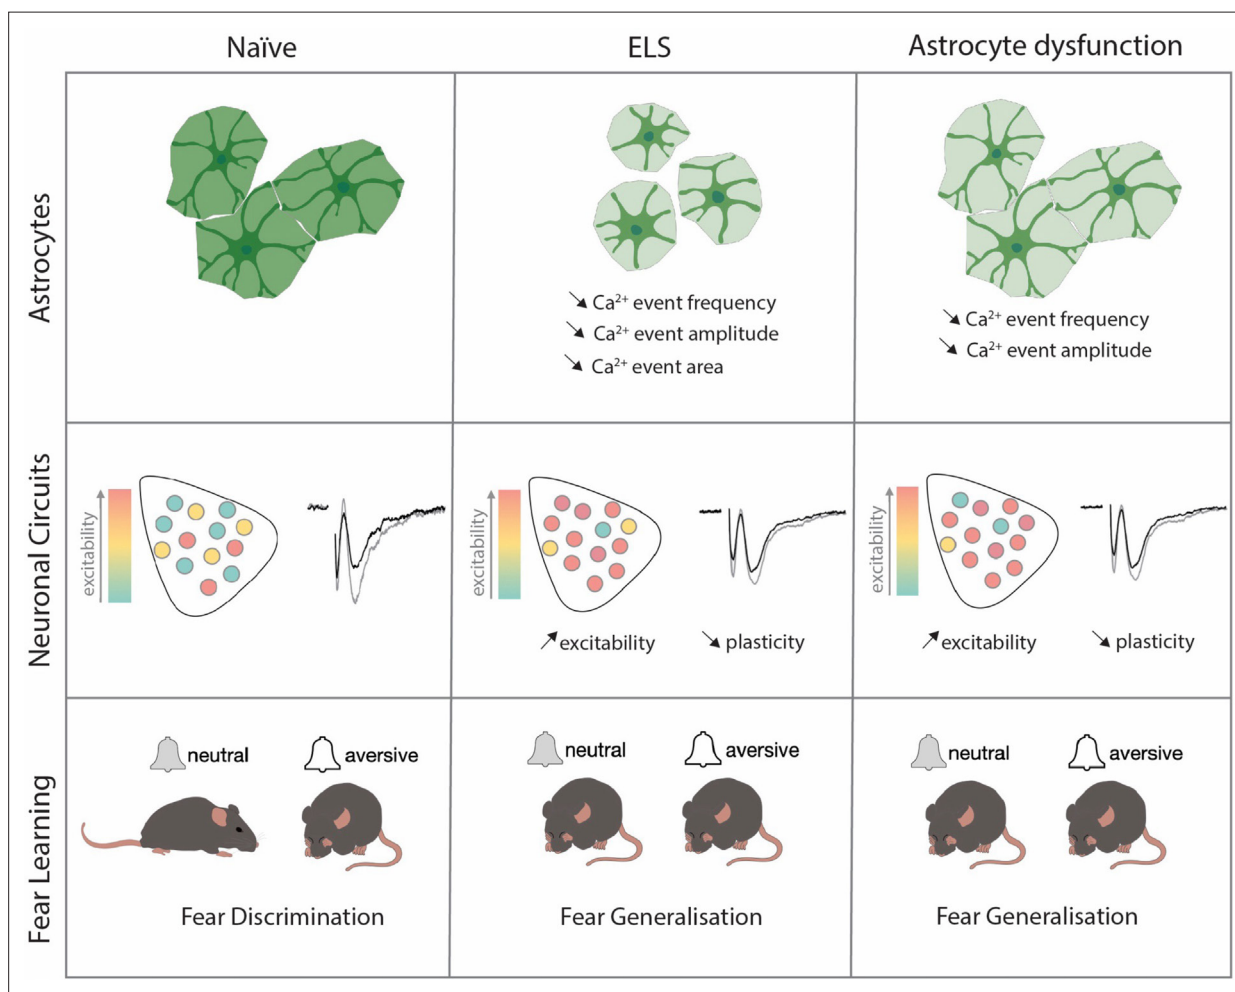 Naïve
ELS
Astrocyte dysfunction
Astrocytes
↘ Ca²⁺ event frequency
↘ Ca²⁺ event amplitude
↘ Ca²⁺ event area
↘ Ca²⁺ event frequency
↘ Ca²⁺ event amplitude
Neuronal Circuits
excitability
excitability
↗ excitability
↘ plasticity
excitability
↗ excitability
↘ plasticity
Fear Learning
neutral
aversive
Fear Discrimination
neutral
aversive
Fear Generalisation
neutral
aversive
Fear Generalisation